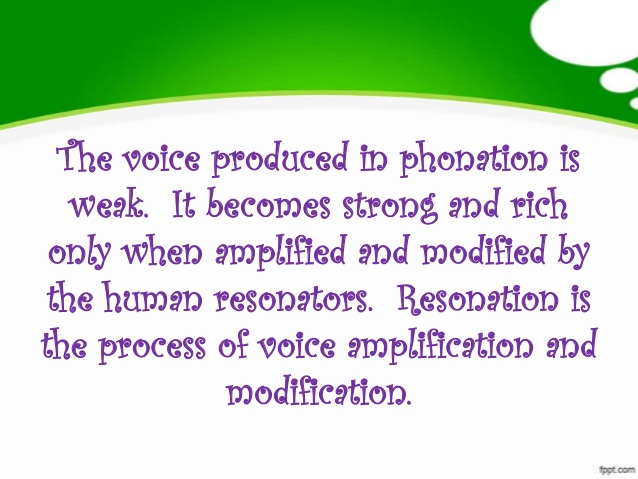 The voice produced in phonation is
weak.  It becomes strong and rich
only when amplified and modified by
the human resonators.  Resonation is
the process of voice amplification and
modification.
fppt.com